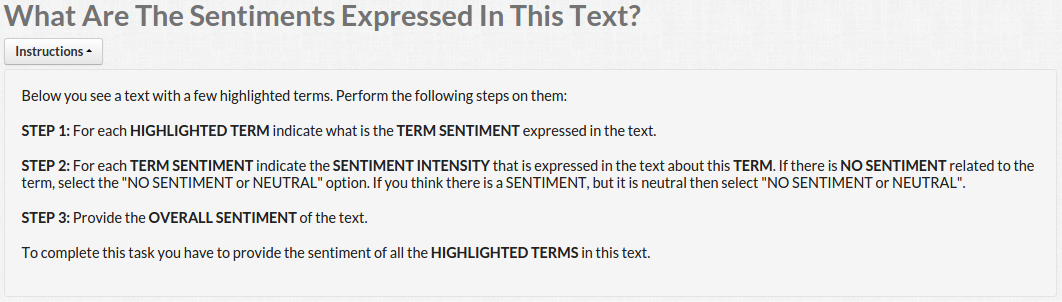 What Are The Sentiments Expressed In This Text?
Instructions
Below you see a text with a few highlighted terms. Perform the following steps on them:
STEP 1: For each HIGHLIGHTED TERM indicate what is the TERM SENTIMENT expressed in the text.
STEP 2: For each TERM SENTIMENT indicate the SENTIMENT INTENSITY that is expressed in the text about this TERM. If there is NO SENTIMENT related to the
term, select the "NO SENTIMENT or NEUTRAL" option. If you think there is a SENTIMENT, but it is neutral then select "NO SENTIMENT or NEUTRAL".
STEP 3: Provide the OVERALL SENTIMENT of the text.
To complete this task you have to provide the sentiment of all the HIGHLIGHTED TERMS in this text.